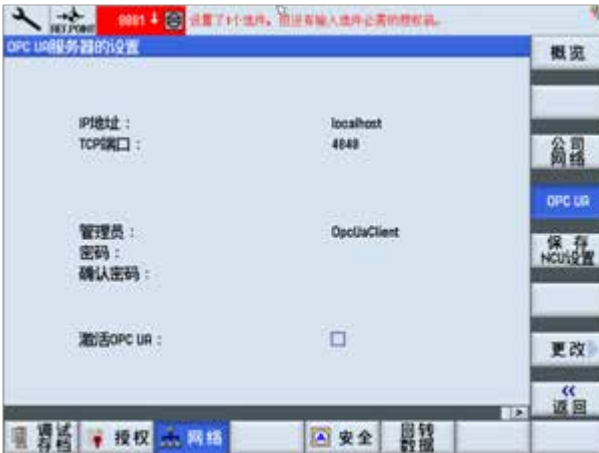 REF.POINT
设置了1个选件，但没有输入选件必需的授权码。
OPC UA服务器的设置
IP地址： localhost
TCP端口： 4840
管理员： OpcUaClient
密码：
确认密码：
激活OPC UA：
概览
公司
网络
OPC UA
保存
NCU设置
更改
«
返回
调试
存档
授权
网络
安全
回转
数据